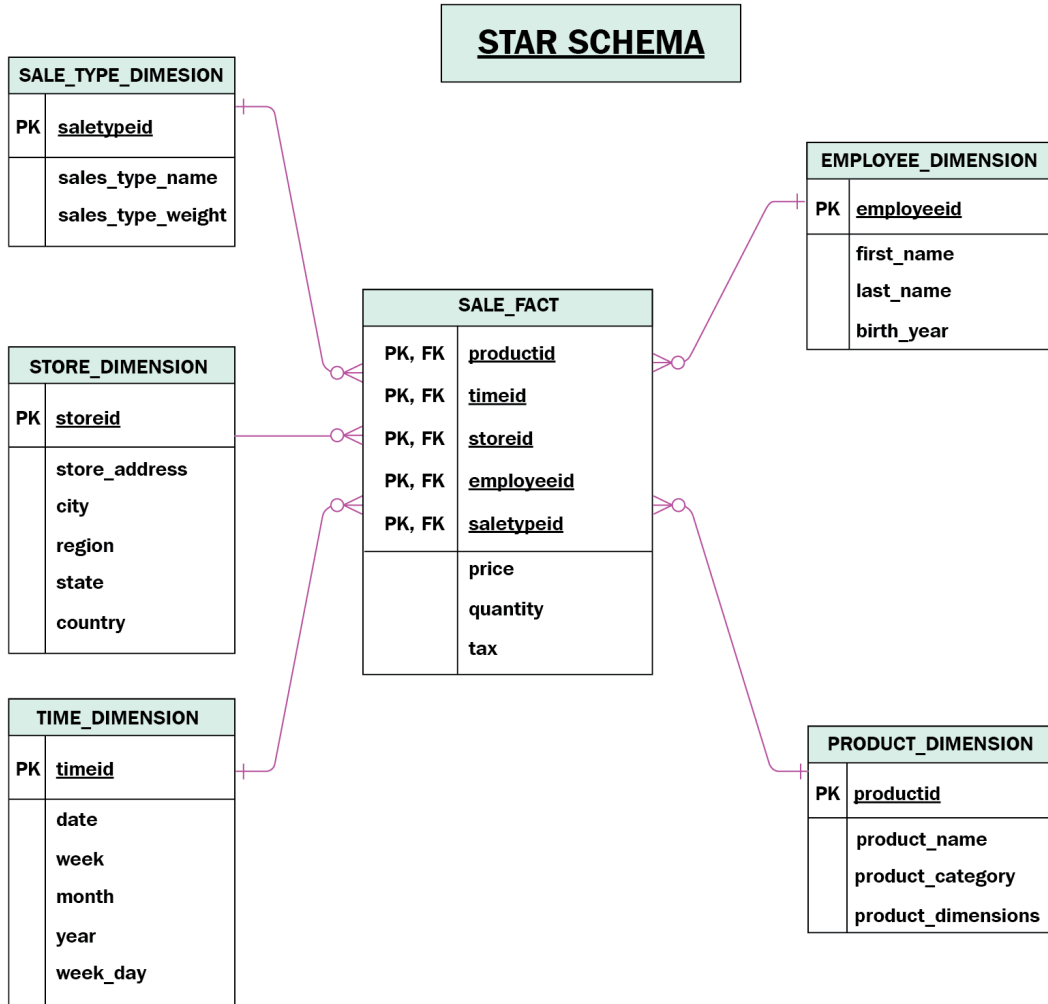 STAR SCHEMA
SALE_TYPE_DIMESION
PK saletypeid
sales_type_name
sales_type_weight
STORE_DIMENSION
PK storeid
store_address
city
region
state
country
TIME_DIMENSION
PK timeid
date
week
month
year
week_day
SALE_FACT
PK, FK productid
PK, FK timeid
PK, FK storeid
PK, FK employeeid
PK, FK saletypeid
price
quantity
tax
EMPLOYEE_DIMENSION
PK employeeid
first_name
last_name
birth_year
PRODUCT_DIMENSION
PK productid
product_name
product_category
product_dimensions